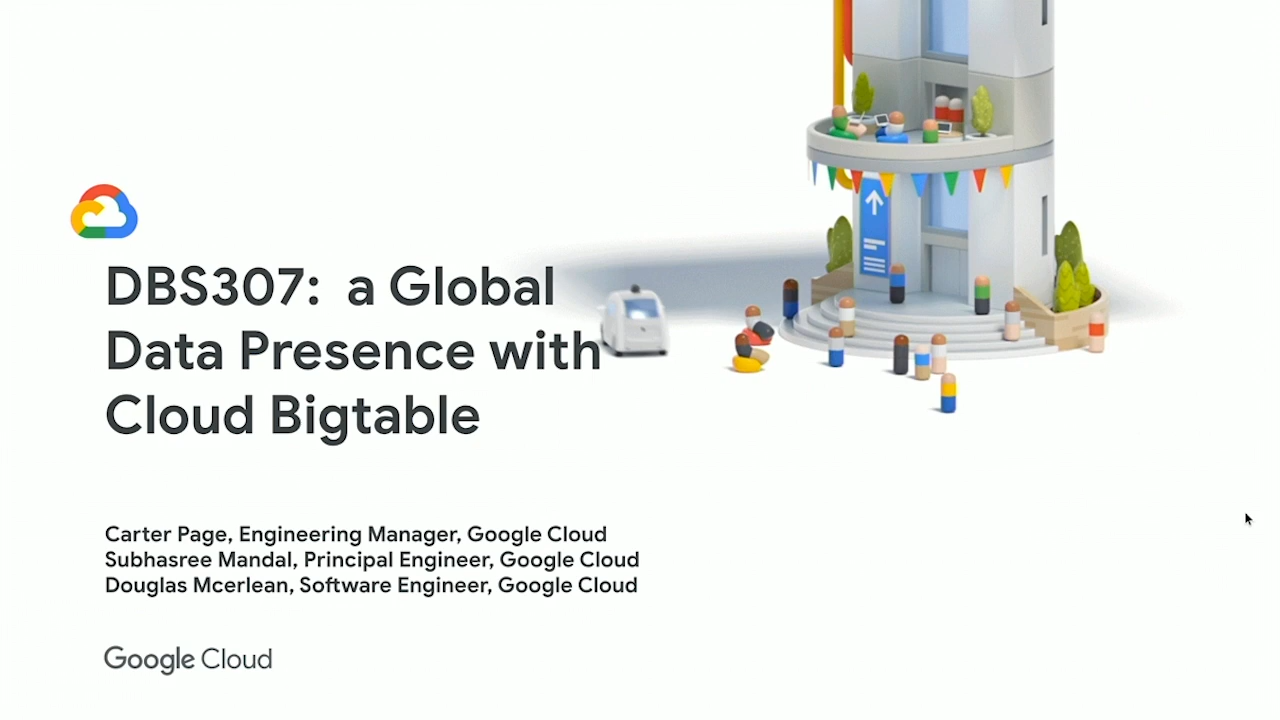 DBS307:  a Global
Data Presence with
Cloud Bigtable
Carter Page, Engineering Manager, Google Cloud
Subhasree Mandal, Principal Engineer, Google Cloud
Douglas Mcerlean, Software Engineer, Google Cloud
Google Cloud